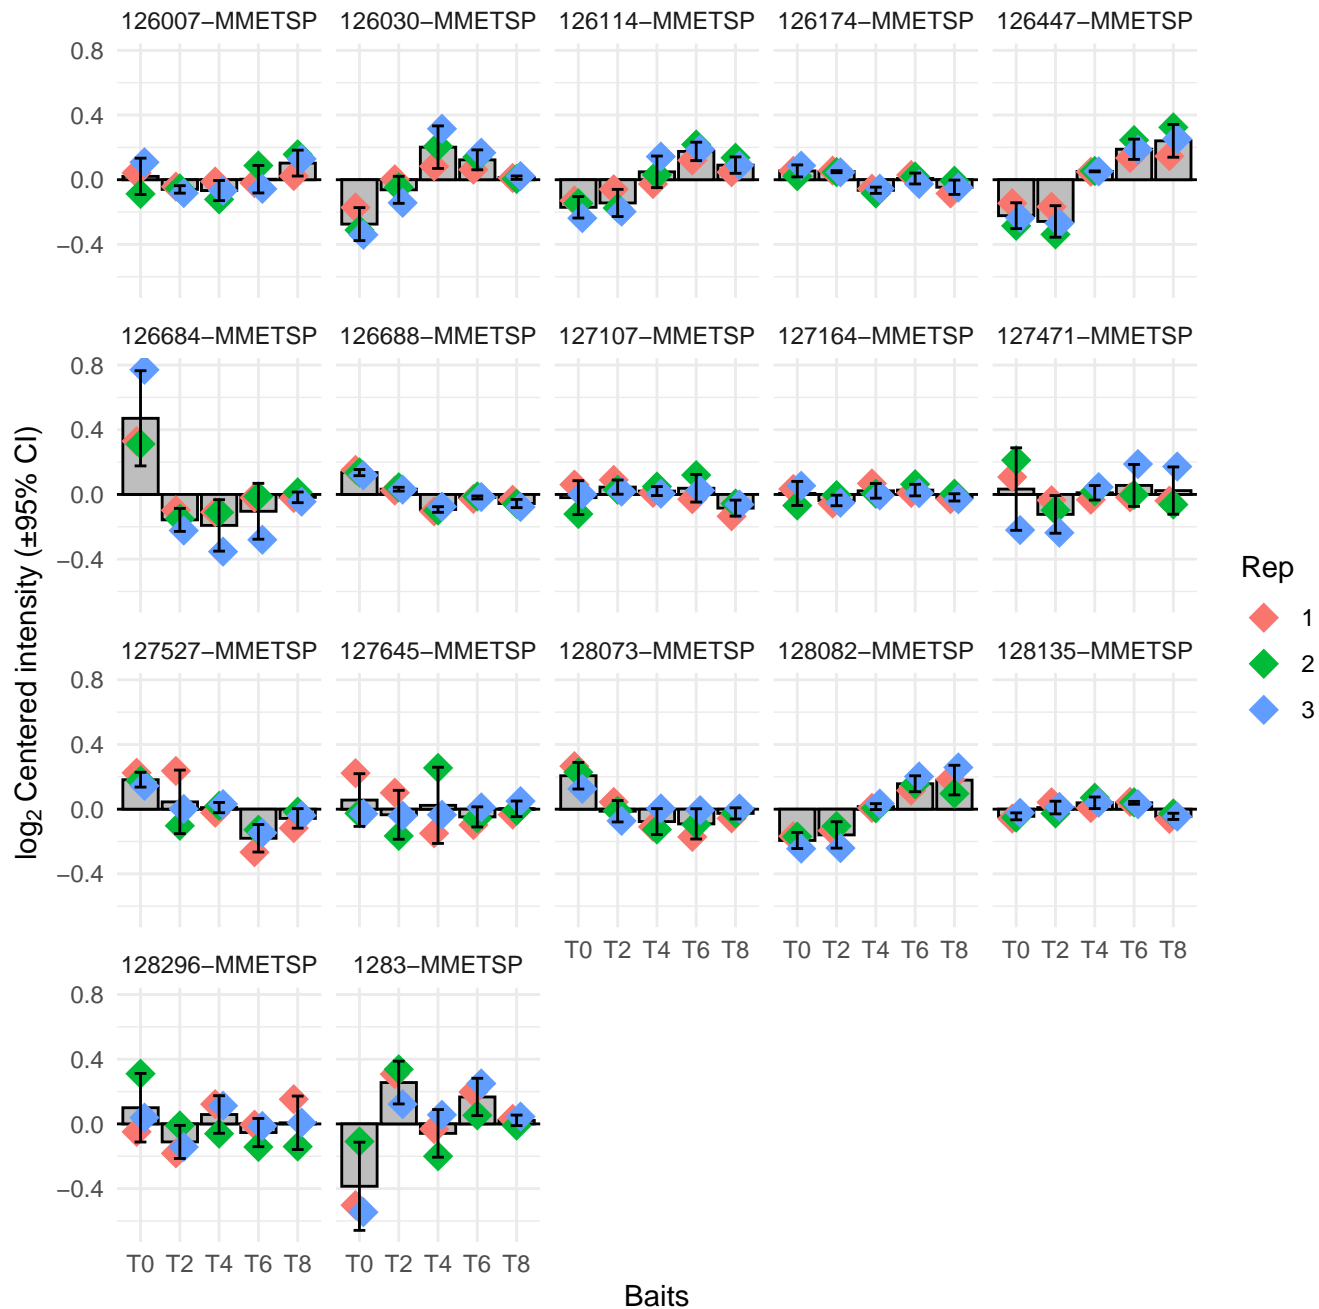 126007−MMETSP 126030−MMETSP 126114−MMETSP 126174−MMETSP 126447−MMETSP
0.8
0.4
0.0
−0.4
126684−MMETSP 126688−MMETSP 127107−MMETSP 127164−MMETSP 127471−MMETSP
0.8
0.4
0.0
−0.4
127527−MMETSP 127645−MMETSP 128073−MMETSP 128082−MMETSP 128135−MMETSP
0.8
0.4
0.0
−0.4
T0 T2 T4 T6 T8 T0 T2 T4 T6 T8 T0 T2 T4 T6 T8
128296−MMETSP 1283−MMETSP
0.8
0.4
0.0
−0.4
T0 T2 T4 T6 T8 T0 T2 T4 T6 T8
Baits
log2 Centered intensity (±95% CI)
Rep
1
2
3